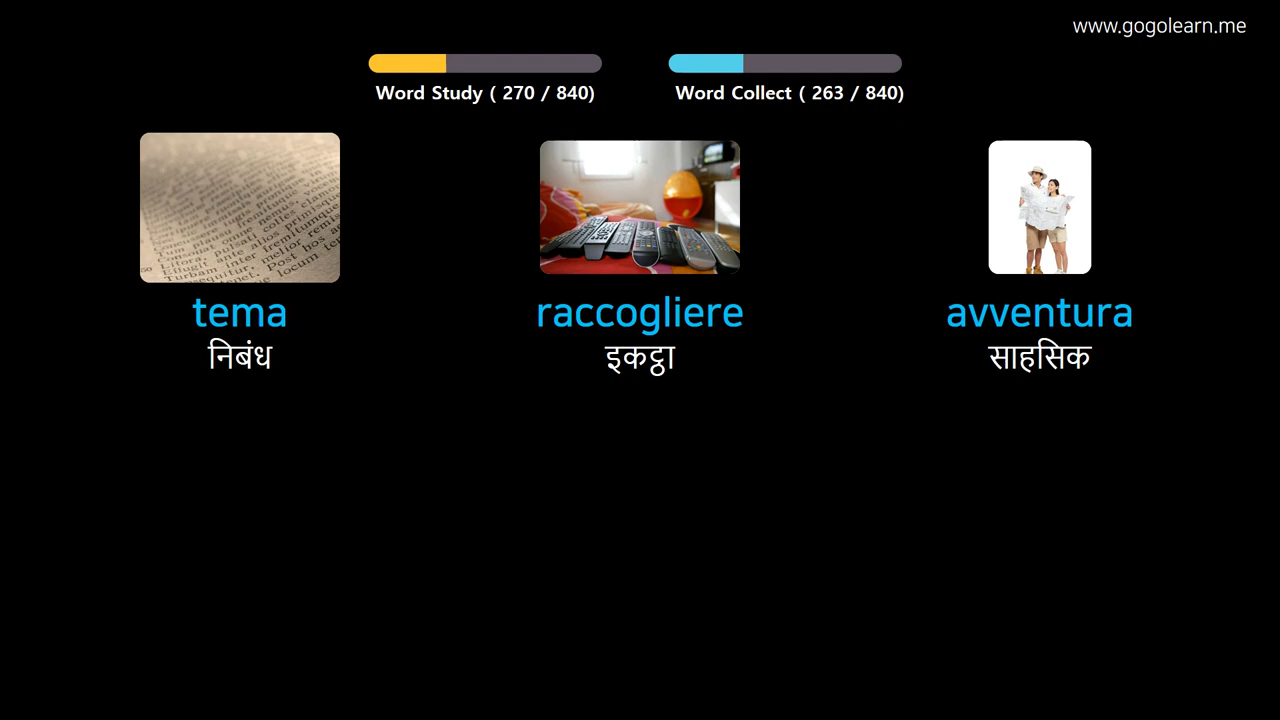 www.gogolearn.me
Word Study ( 270 / 840)
Word Collect ( 263 / 840)
tema
raccogliere
avventura
निबंध
इकट्ठा
साहसिक